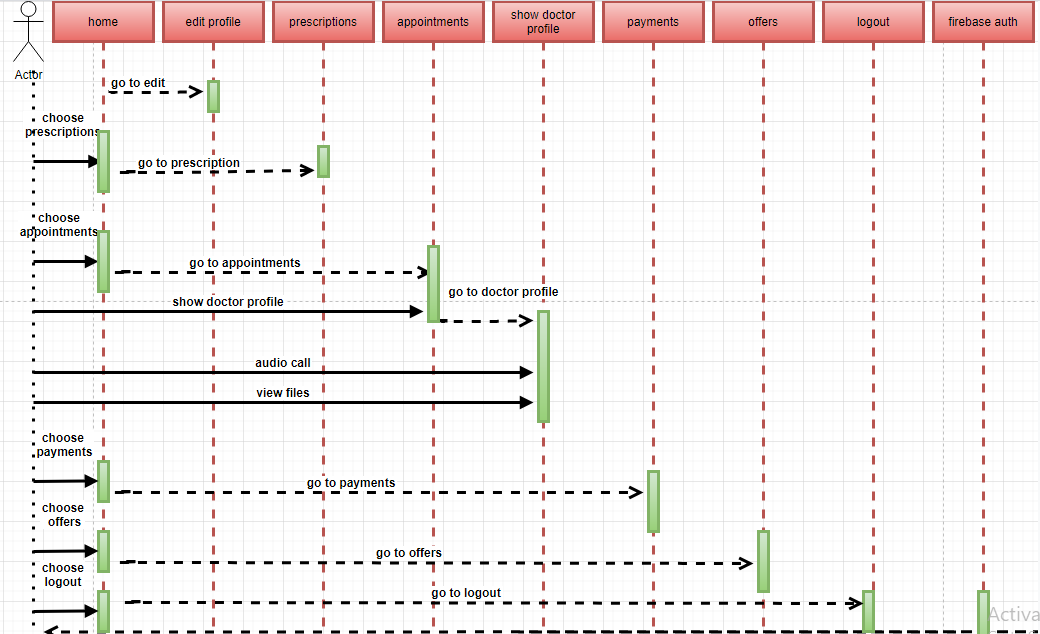 home
edit profile
prescriptions
appointments
show doctor
profile
payments
offers
logout
firebase auth
Actor
go to edit
choose
prescriptions
go to prescription
choose
appointments
go to appointments
show doctor profile
go to doctor profile
audio call
view files
choose
payments
go to payments
choose
offers
go to offers
choose
logout
go to logout
Activa